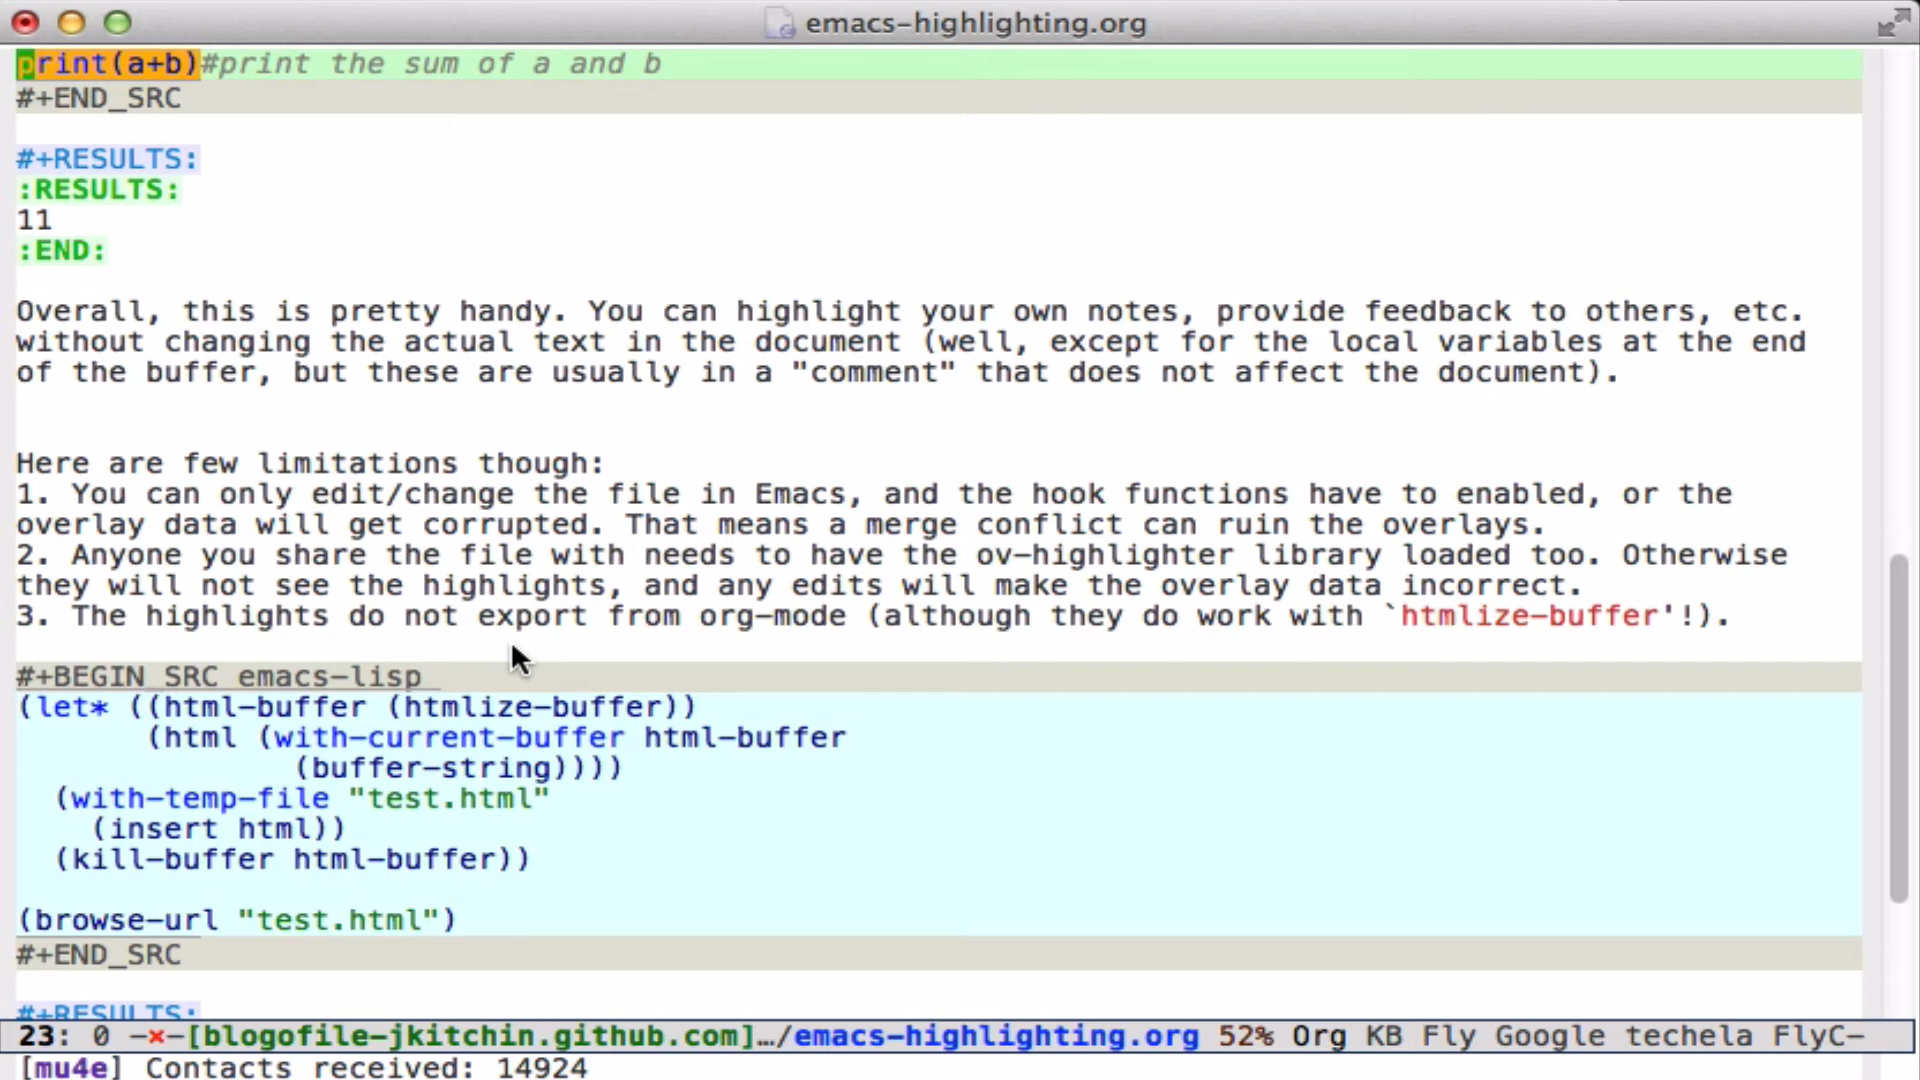 emacs-highlighting.org
print(a+b)#print the sum of a and b
#+END_SRC
#+RESULTS:
:RESULTS:
11
:END:
Overall, this is pretty handy. You can highlight your own notes, provide feedback to others, etc.
without changing the actual text in the document (well, except for the local variables at the end
of the buffer, but these are usually in a "comment" that does not affect the document).
Here are few limitations though:
1. You can only edit/change the file in Emacs, and the hook functions have to enabled, or the
overlay data will get corrupted. That means a merge conflict can ruin the overlays.
2. Anyone you share the file with needs to have the ov-highlighter library loaded too. Otherwise
they will not see the highlights, and any edits will make the overlay data incorrect.
3. The highlights do not export from org-mode (although they do work with `htmlize-buffer'!).
#+BEGIN_SRC emacs-lisp
(let* ((html-buffer (htmlize-buffer))
(html (with-current-buffer html-buffer
(buffer-string))))
(with-temp-file "test.html"
(insert html))
(kill-buffer html-buffer))
(browse-url "test.html")
#+END_SRC
#+RESULTS:
23: 0 -×-[blogofile-jkitchin.github.com]…/emacs-highlighting.org 52% Org KB Fly Google techela FlyC-
[mu4e] Contacts received: 14924